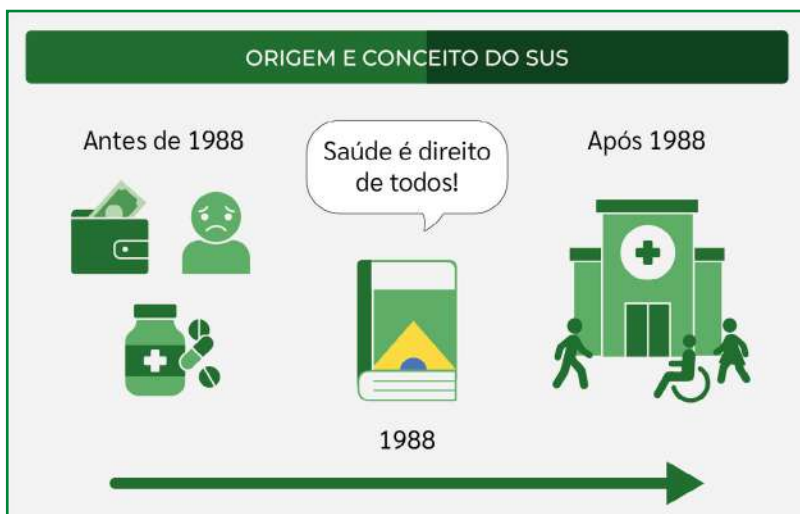 ORIGEM E CONCEITO DO SUS
Antes de 1988
Saúde é direito
de todos!
Após 1988
1988